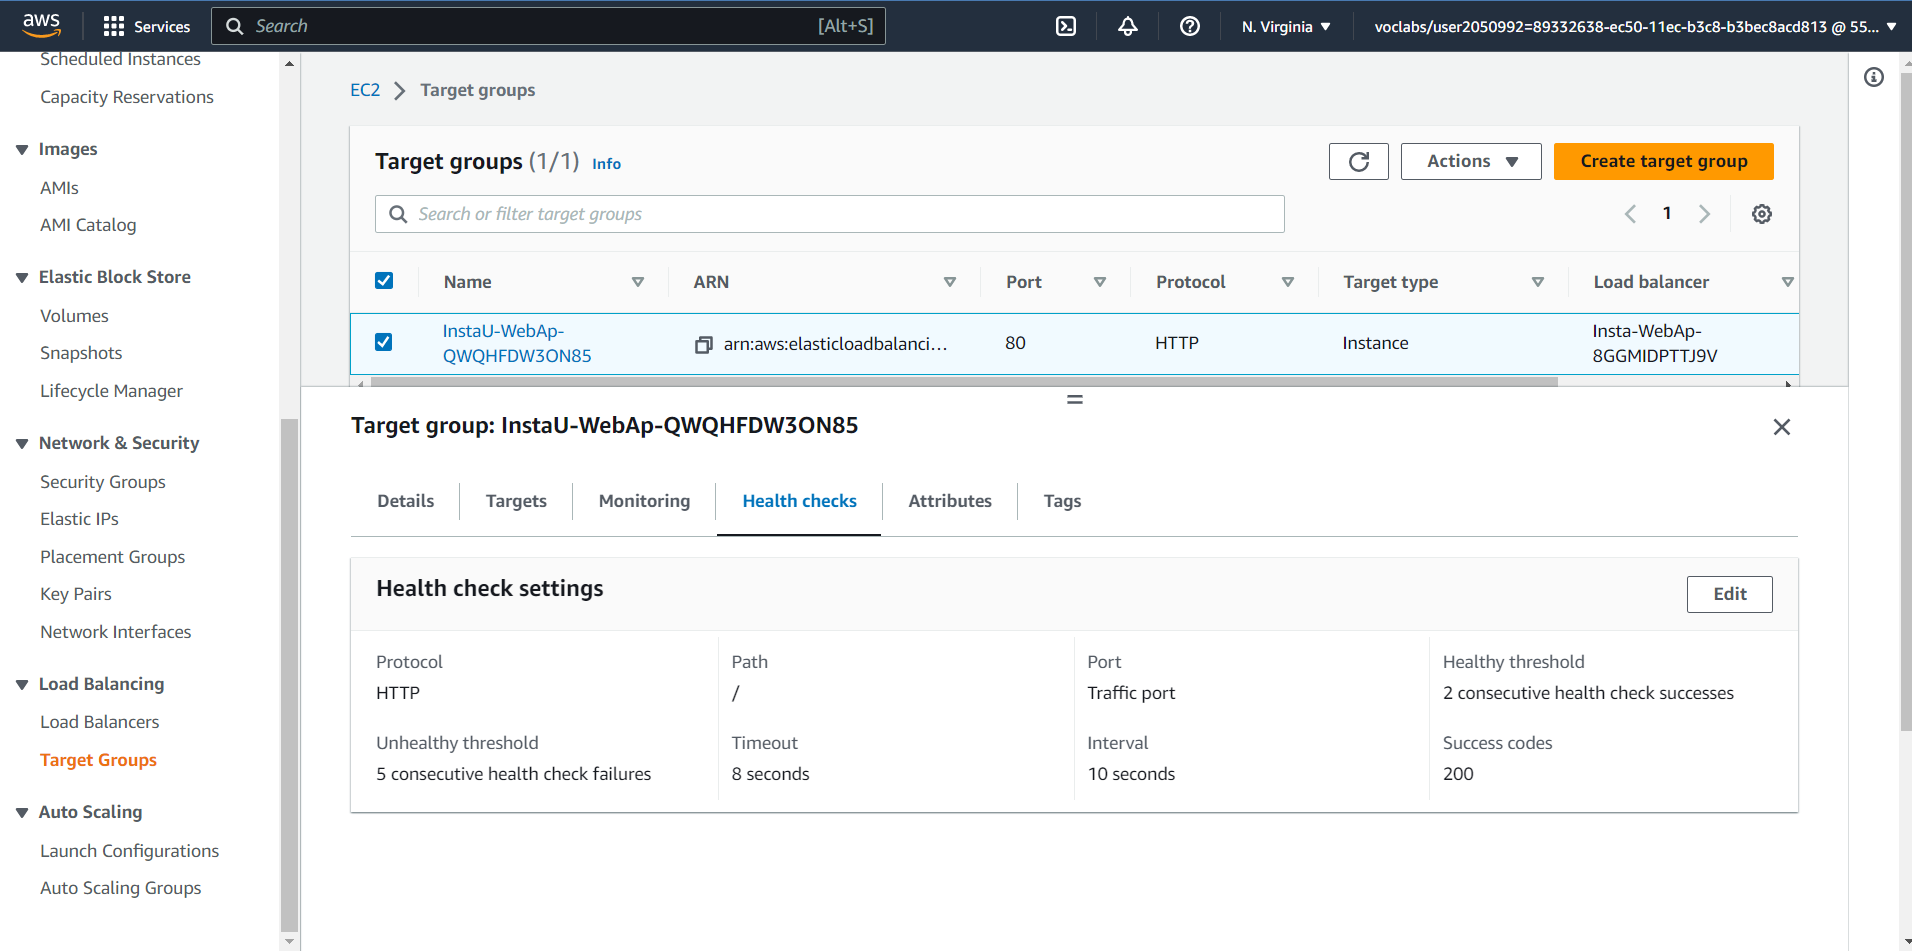 aws
Services
Search
[Alt+S]
N. Virginia
voclabs/user2050992=89332638-ec50-11ec-b3c8-b3bec8acd813 @ 55...
Scheduled Instances
Capacity Reservations
Images
AMIs
AMI Catalog
Elastic Block Store
Volumes
Snapshots
Lifecycle Manager
Network & Security
Security Groups
Elastic IPs
Placement Groups
Key Pairs
Network Interfaces
Load Balancing
Load Balancers
Target Groups
Auto Scaling
Launch Configurations
Auto Scaling Groups
EC2 > Target groups
Target groups (1/1) Info
Actions
Create target group
Search or filter target groups
1
Name ARN Port Protocol Target type Load balancer
InstaU-WebAp-
QWQHFDW3ON85
arn:aws:elasticloadbalanci...
80
HTTP
Instance
Insta-WebAp-
8GGMIDPTTJ9V
Target group: InstaU-WebAp-QWQHFDW3ON85
Details Targets Monitoring Health checks Attributes Tags
Health check settings
Edit
Protocol
HTTP
Path
/
Port
Traffic port
Healthy threshold
2 consecutive health check successes
Unhealthy threshold
5 consecutive health check failures
Timeout
8 seconds
Interval
10 seconds
Success codes
200